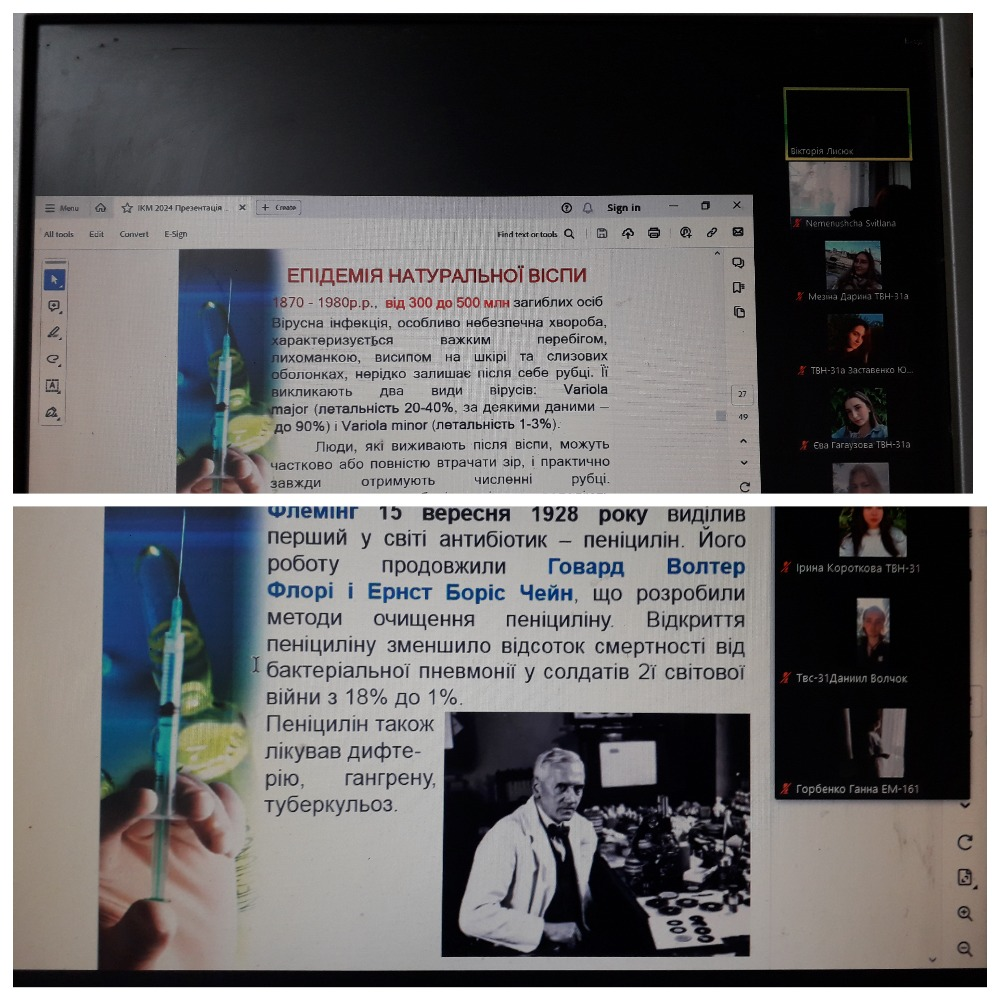 Вікторія Лисюк
Nemenushcha Svitlana
Мезіна Дарина ТВН-31а
ТВН-31а Заставенко Ю...
Єва Гагаузова ТВН-31а
Menu
ІКМ 2024 Презентація ...
Create
Sign in
All tools Edit Convert E-Sign
Find text or tools
ЕПІДЕМІЯ НАТУРАЛЬНОЇ ВІСПИ
1870 - 1980р.р., від 300 до 500 млн загиблих осіб
Вірусна інфекція, особливо небезпечна хвороба,
характеризується важким перебігом,
лихоманкою, висипом на шкірі та слизових
оболонках, нерідко залишає після себе рубці. Її
викликають два види вірусів: Variola
major (летальність 20-40%, за деякими даними –
до 90%) і Variola minor (летальність 1-3%).
Люди, які виживають після віспи, можуть
частково або повністю втрачати зір, і практично
завжди отримують численні рубці.
27
49
Флемінг 15 вересня 1928 року виділив
перший у світі антибіотик – пеніцилін. Його
роботу продовжили Говард Волтер
Флорі і Ернст Боріс Чейн, що розробили
методи очищення пеніциліну. Відкриття
пеніциліну зменшило відсоток смертності від
бактеріальної пневмонії у солдатів 2ї світової
війни з 18% до 1%.
Пеніцилін також
лікував дифте-
рію, гангрену,
туберкульоз.
Ірина Короткова ТВН-31
Твс-31Даниил Волчок
Горбенко Ганна ЕМ-161